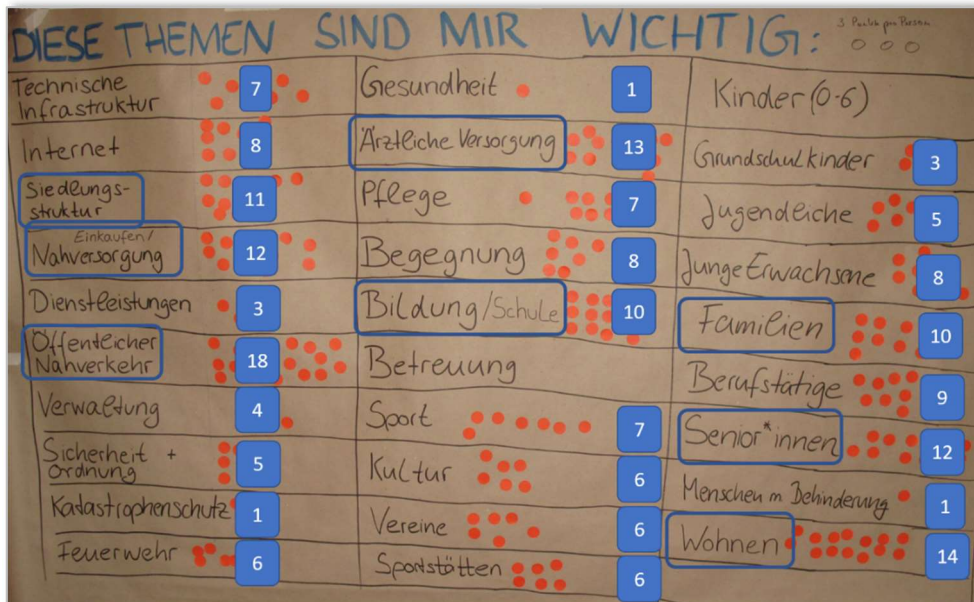 DIESE THEMEN SIND MIR WICHTIG:
3 Punkte pro Person
Technische
Infrastruktur
7
Internet
8
Siedlungs-
struktur
11
Einkaufen/
Nahversorgung
12
Dienstleistungen
3
Öffentlicher
Nahverkehr
18
Verwaltung
4
Sicherheit +
Ordnung
5
Katastrophenschutz
1
Feuerwehr
6
Gesundheit
1
Ärztliche Versorgung
13
Pflege
7
Begegnung
8
Bildung/Schule
10
Betreuung
Sport
7
Kultur
6
Vereine
6
Sportstätten
6
Kinder (0-6)
Grundschulkinder
3
Jugendliche
5
Junge Erwachsene
8
Familien
10
Berufstätige
9
Senior*innen
12
Menschen m. Behinderung
1
Wohnen
14